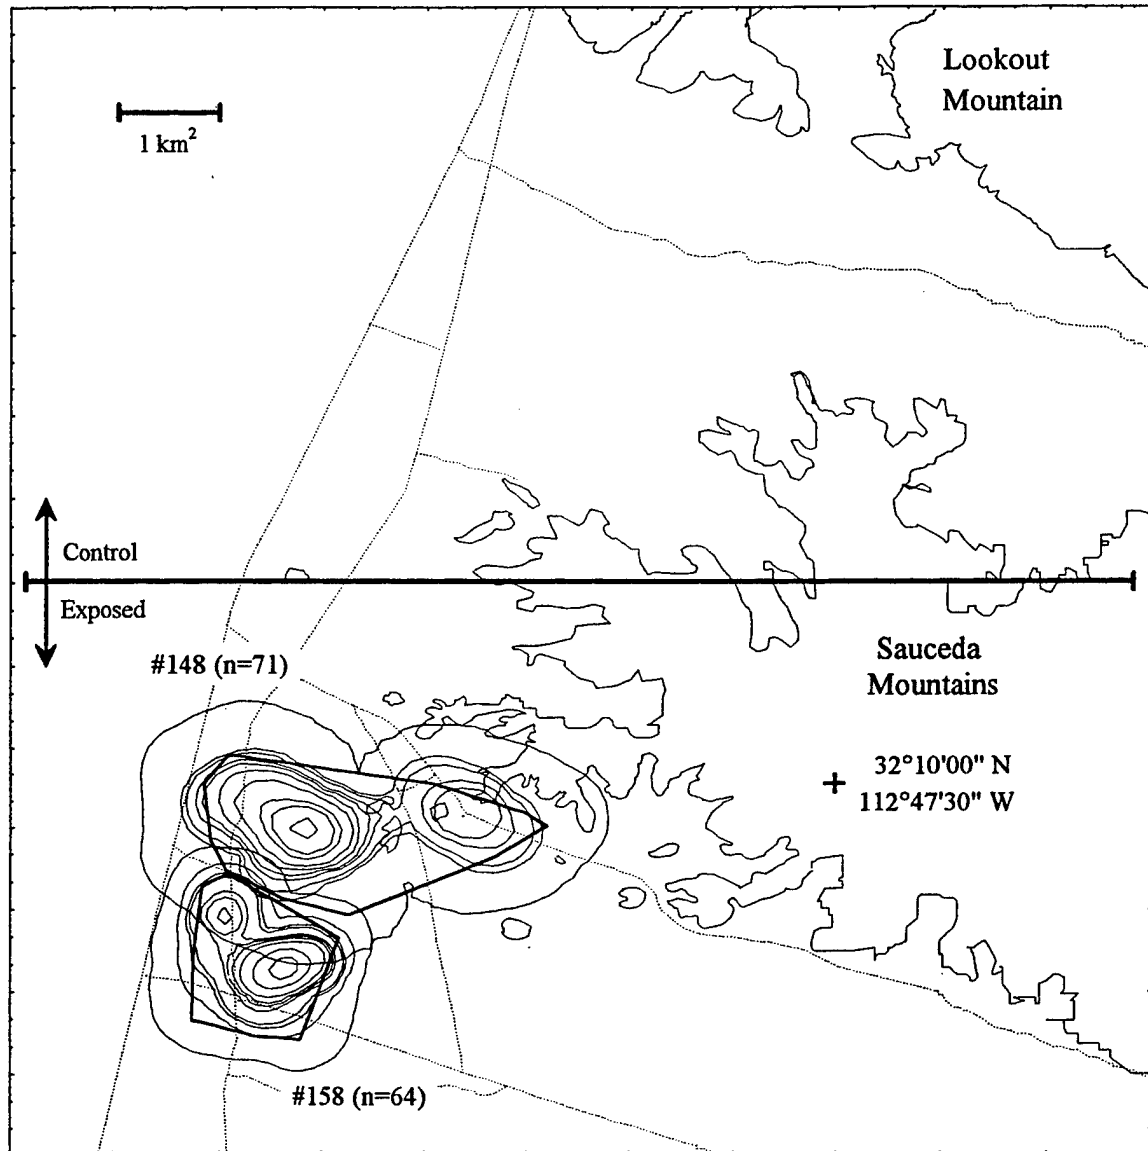 Lookout
Mountain
1 km²
Control
Exposed
#148 (n=71)
Sauceda
Mountains
32°10'00" N
112°47'30" W
#158 (n=64)